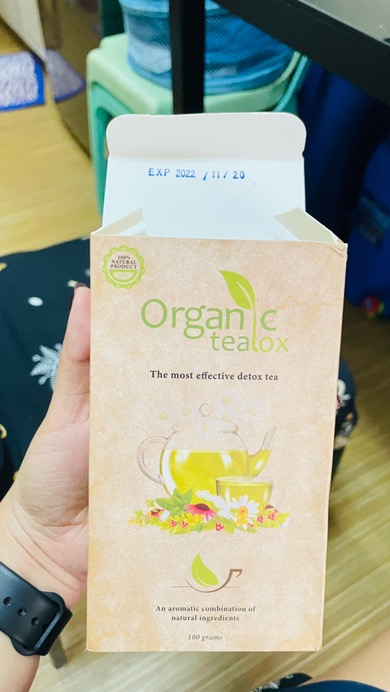 EXP 2022 / 11 / 20
100%
NATURAL
PRODUCT
Organic
teatox
The most effective detox tea
An aromatic combination of
natural ingredients
100 grams